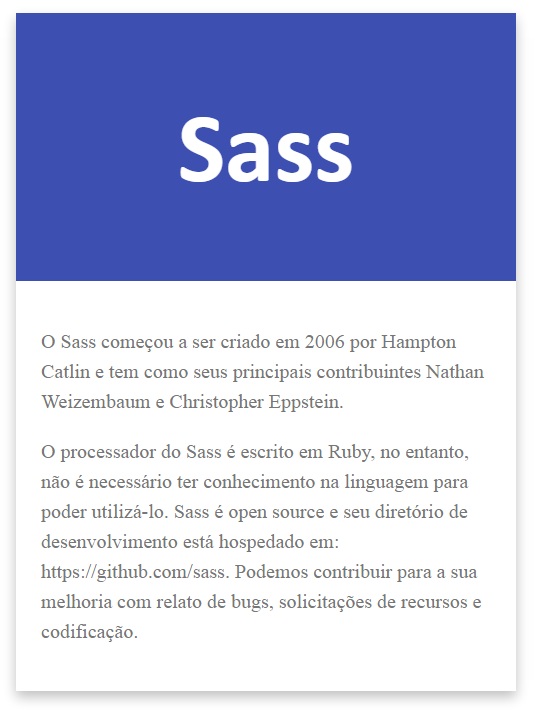 Sass
O Sass começou a ser criado em 2006 por Hampton
Catlin e tem como seus principais contribuintes Nathan
Weizembaum e Christopher Eppstein.
O processador do Sass é escrito em Ruby, no entanto,
não é necessário ter conhecimento na linguagem para
poder utilizá-lo. Sass é open source e seu diretório de
desenvolvimento está hospedado em:
https://github.com/sass. Podemos contribuir para a sua
melhoria com relato de bugs, solicitações de recursos e
codificação.